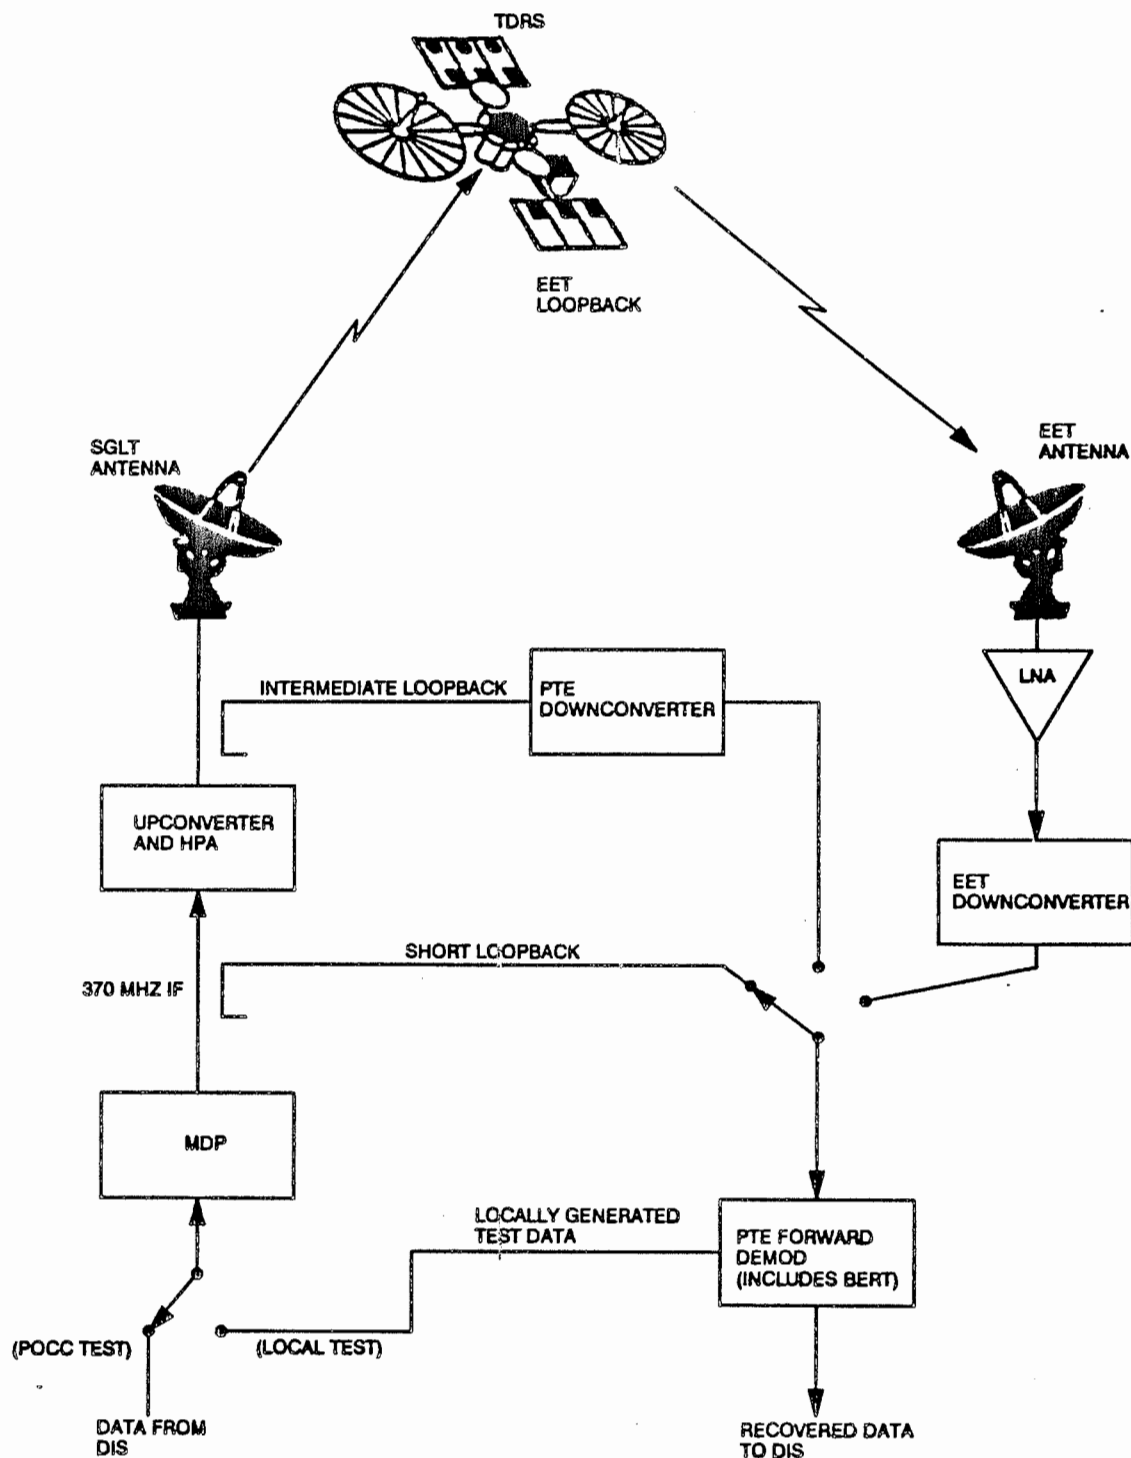 TDRS
EET
LOOPBACK
SGLT
ANTENNA
EET
ANTENNA
LNA
INTERMEDIATE LOOPBACK
PTE
DOWNCONVERTER
UPCONVERTER
AND HPA
EET
DOWNCONVERTER
SHORT LOOPBACK
370 MHZ IF
MDP
LOCALLY GENERATED
TEST DATA
PTE FORWARD
DEMOD
(INCLUDES BERT)
(POCC TEST)
(LOCAL TEST)
DATA FROM
DIS
RECOVERED DATA
TO DIS